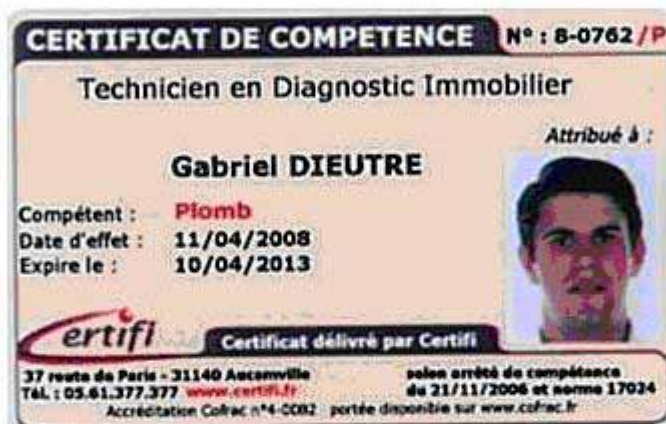 CERTIFICAT DE COMPETENCE N° : 8-0762 /P
Technicien en Diagnostic Immobilier
Attribué à :
Gabriel DIEUTRE
Compétent : Plomb
Date d'effet : 11/04/2008
Expire le : 10/04/2013
Certifi
Certificat délivré par Certifi
37 route de Paris - 31140 Aucamville
Tél. : 05.61.377.377 www.certifi.fr
selon arrêté de compétence
du 21/11/2006 et norme 17024
Accréditation Cofrac n°4-0082 portée disponible sur www.cofrac.fr